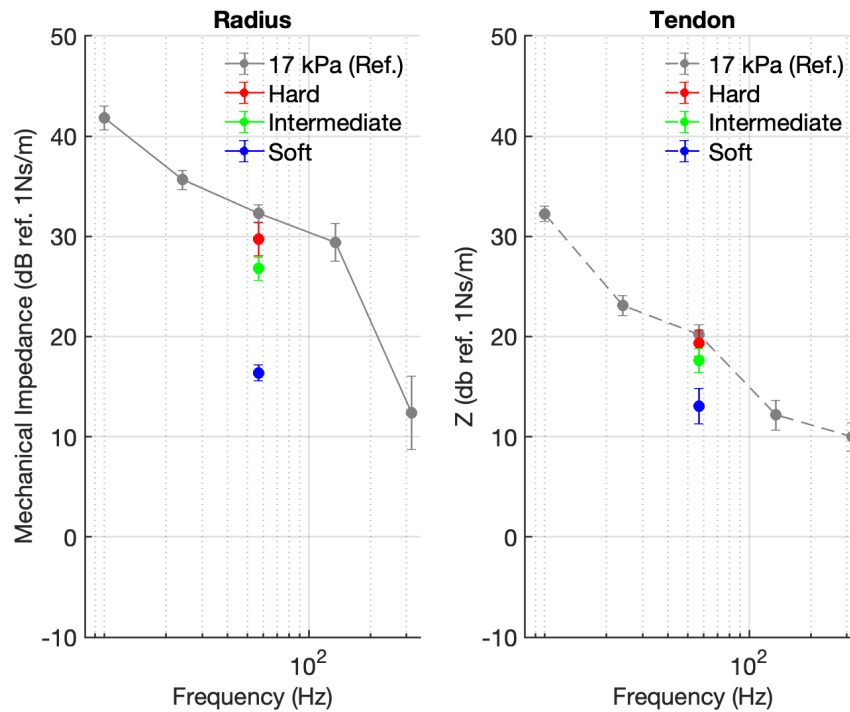 Radius
50
40
30
20
10
0
-10
Mechanical Impedance (dB ref. 1Ns/m)
17 kPa (Ref.)
Hard
Intermediate
Soft
10²
Frequency (Hz)
Tendon
50
40
30
20
10
0
-10
Z (db ref. 1Ns/m)
17 kPa (Ref.)
Hard
Intermediate
Soft
10²
Frequency (Hz)